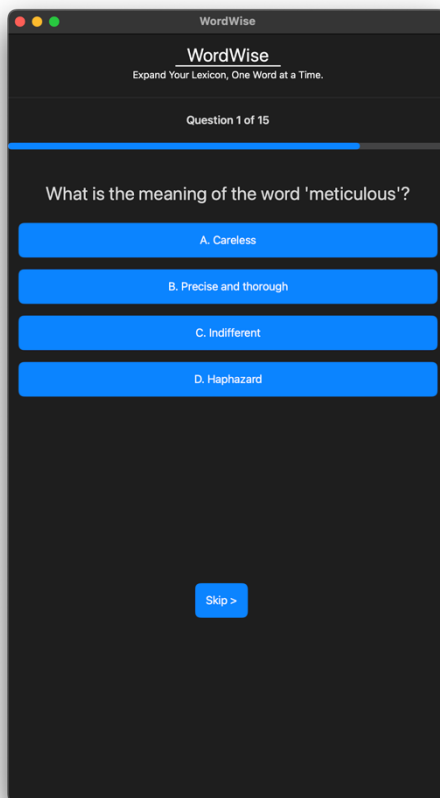 WordWise
WordWise
Expand Your Lexicon, One Word at a Time.
Question 1 of 15
What is the meaning of the word 'meticulous'?
A. Careless
B. Precise and thorough
C. Indifferent
D. Haphazard
Skip >